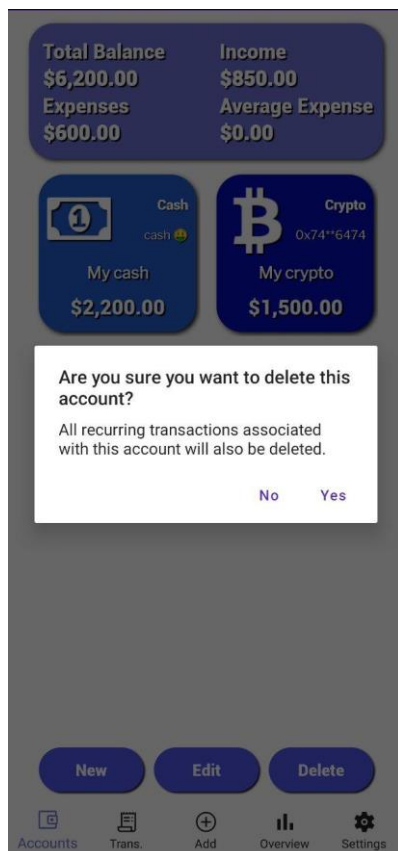 Total Balance
$6,200.00
Expenses
$600.00
Income
$850.00
Average Expense
$0.00
1
Cash
cash 🤑
My cash
$2,200.00
Crypto
0x74**6474
My crypto
$1,500.00
Are you sure you want to delete this
account?
All recurring transactions associated
with this account will also be deleted.
No
Yes
New
Edit
Delete
Accounts
Trans.
Add
Overview
Settings